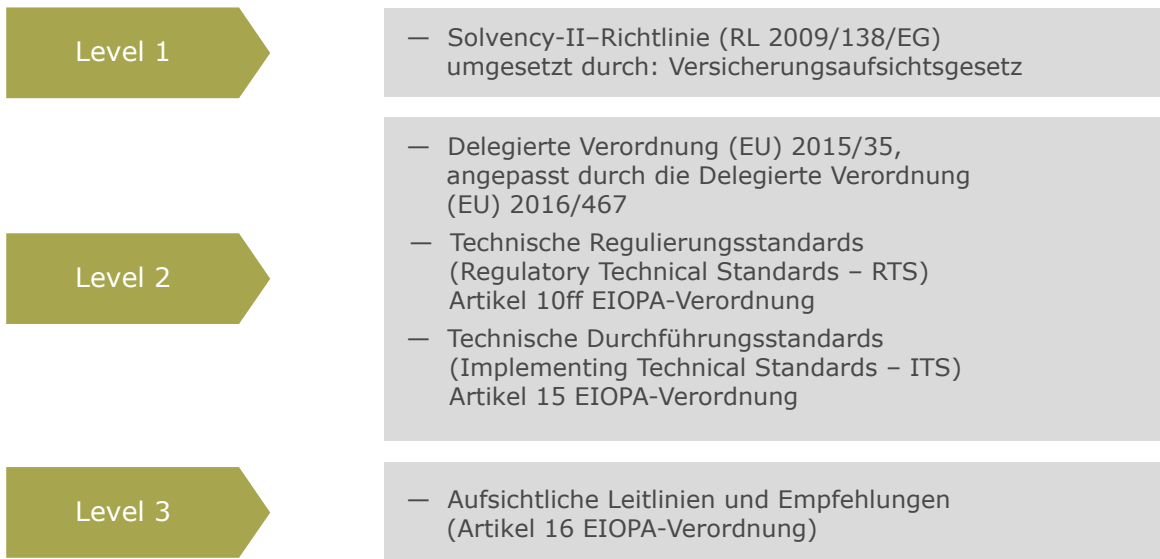 Level 1
— Solvency-II–Richtlinie (RL 2009/138/EG)
umgesetzt durch: Versicherungsaufsichtsgesetz
Level 2
— Delegierte Verordnung (EU) 2015/35,
angepasst durch die Delegierte Verordnung
(EU) 2016/467
— Technische Regulierungsstandards
(Regulatory Technical Standards – RTS)
Artikel 10ff EIOPA-Verordnung
— Technische Durchführungsstandards
(Implementing Technical Standards – ITS)
Artikel 15 EIOPA-Verordnung
Level 3
— Aufsichtliche Leitlinien und Empfehlungen
(Artikel 16 EIOPA-Verordnung)